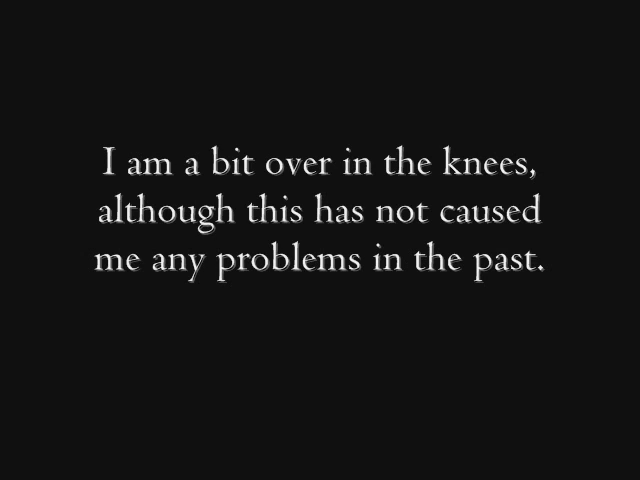 I am a bit over in the knees,
although this has not caused
me any problems in the past.